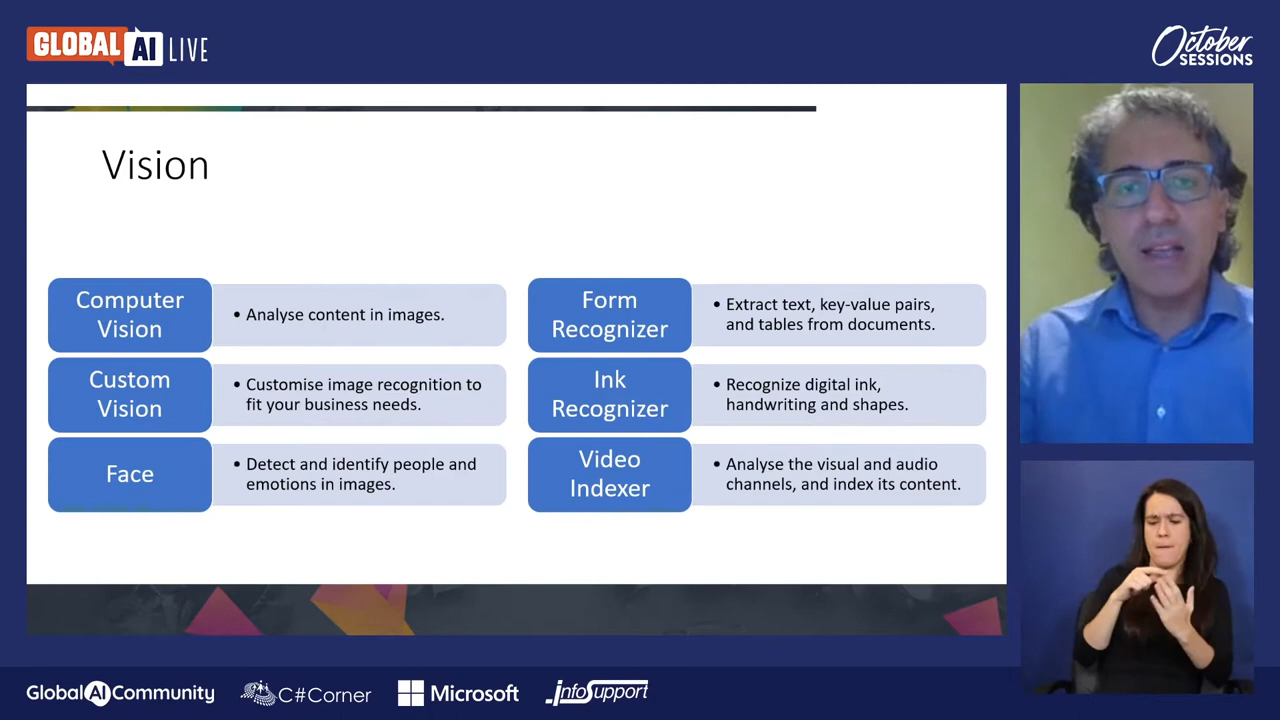 GLOBAL AI LIVE
October
SESSIONS
Vision
Computer
Vision
• Analyse content in images.
Custom
Vision
• Customise image recognition to
fit your business needs.
Face
• Detect and identify people and
emotions in images.
Form
Recognizer
• Extract text, key-value pairs,
and tables from documents.
Ink
Recognizer
• Recognize digital ink,
handwriting and shapes.
Video
Indexer
• Analyse the visual and audio
channels, and index its content.
Global AI Community
C#Corner
Microsoft
infoSupport